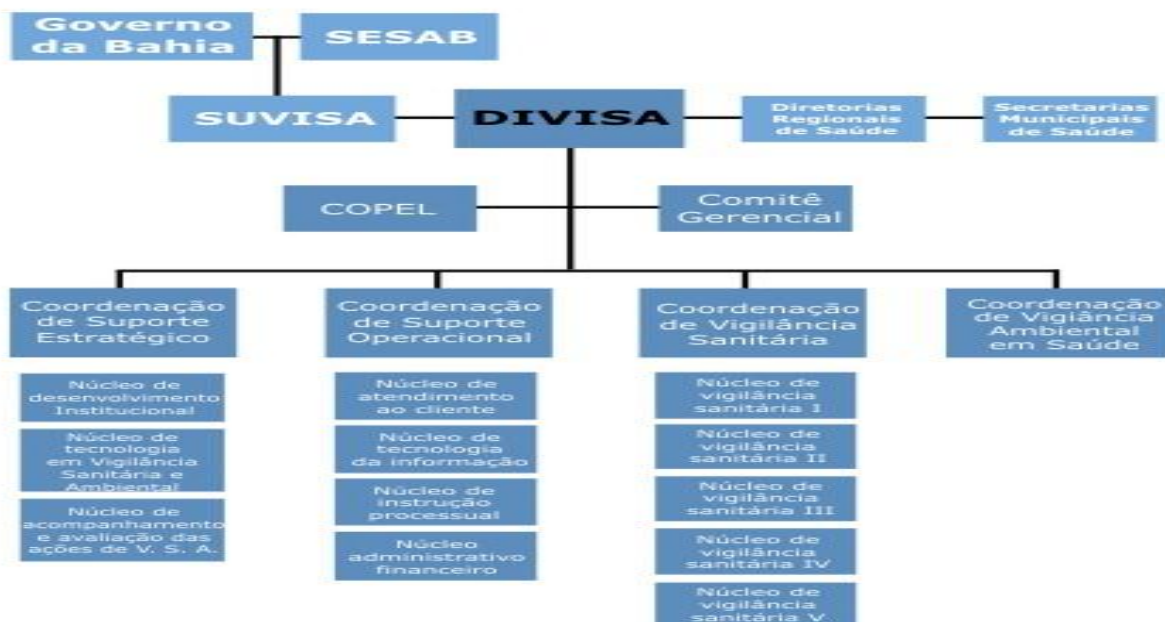 Governo
da Bahia
SESAB
SUVISA
DIVISA
Diretorias
Regionais
de Saúde
Secretarias
Municipais
de Saúde
COPEL
Comitê
Gerencial
Coordenação
de Suporte
Estratégico
Coordenação
de Suporte
Operacional
Coordenação
de Vigilância
Sanitária
Coordenação
de Vigiância
Ambiental
em Saúde
Núcleo de
desenvolvimento
Institucional
Núcleo de
tecnologia
em Vigilância
Sanitária e
Ambiental
Núcleo de
acompanhamento
e avaliação das
ações de V. S. A.
Núcleo de
atendimento
ao cliente
Núcleo de
tecnologia
da informação
Núcleo de
instrução
processual
Núcleo
administrativo
financeiro
Núcleo de
vigilância
sanitária I
Núcleo de
vigilância
sanitária II
Núcleo de
vigilância
sanitária III
Núcleo de
vigilância
sanitária IV
Núcleo de
vigilância
sanitária V